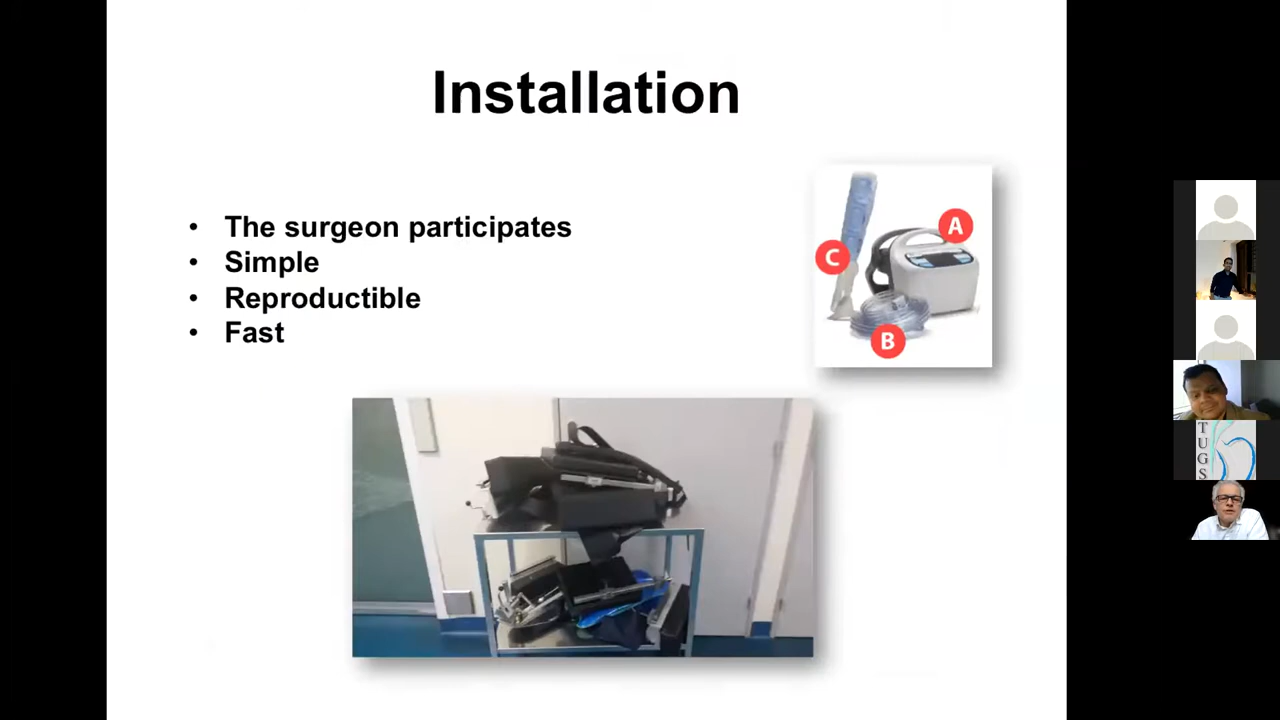 Installation
• The surgeon participates
• Simple
• Reproductible
• Fast
A
C
B
T
U
G
S